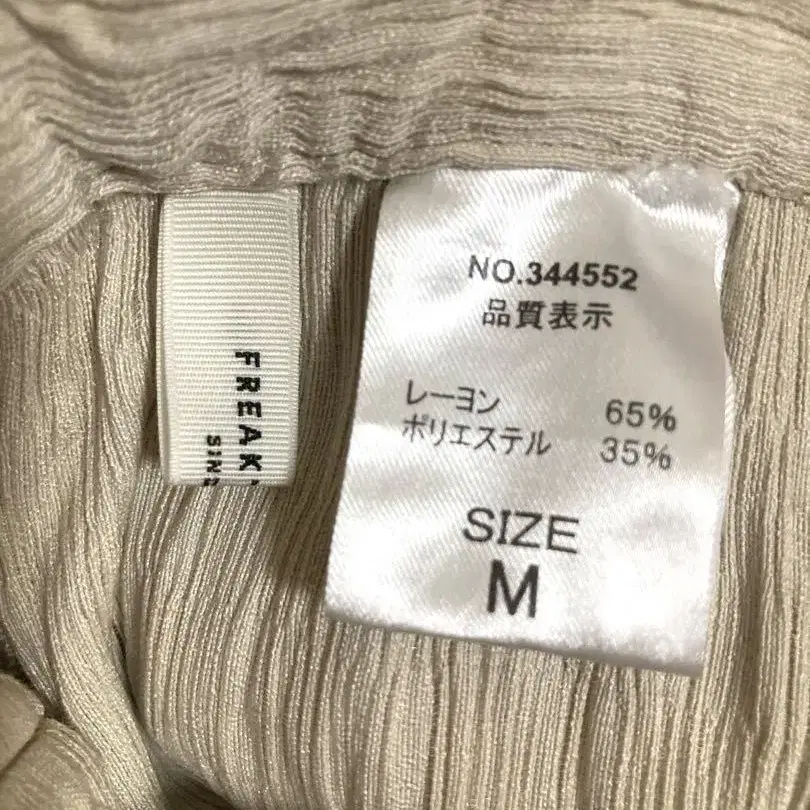 FREAK'
SIN
NO.344552
品質表示
レーヨン 65%
ポリエステル 35%
SIZE
M